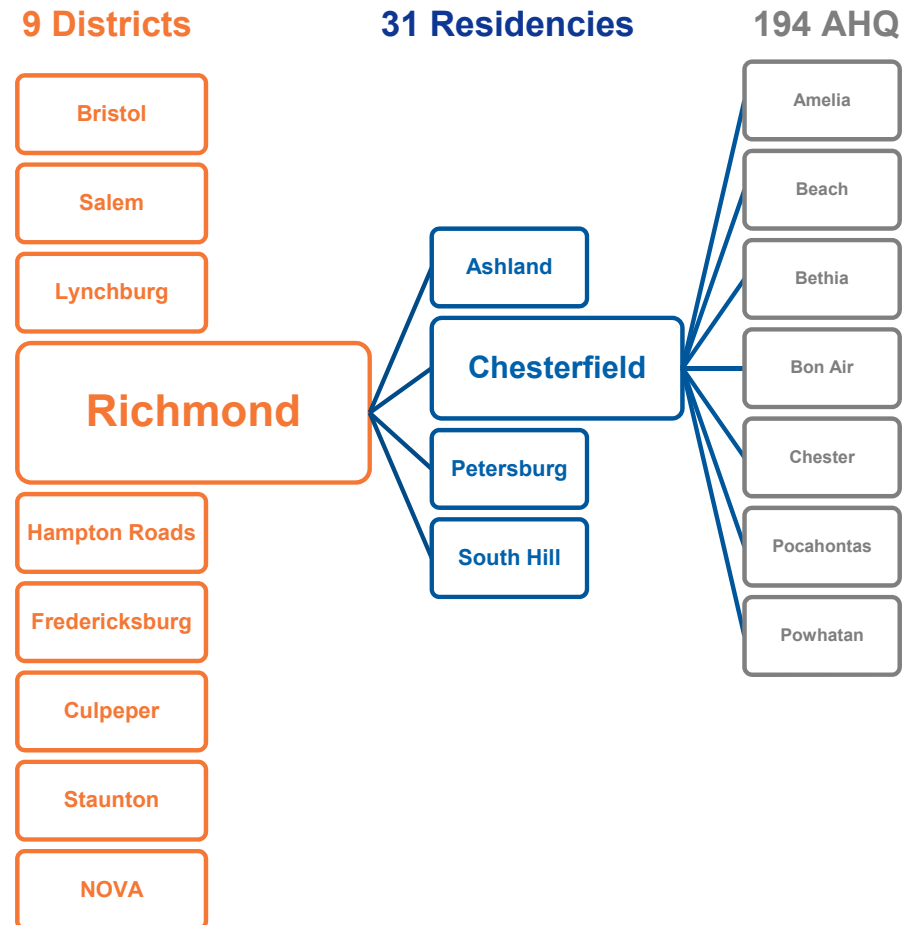 9 Districts
31 Residencies
194 AHQ
Bristol
Salem
Lynchburg
Richmond
Hampton Roads
Fredericksburg
Culpeper
Staunton
NOVA
Ashland
Chesterfield
Petersburg
South Hill
Amelia
Beach
Bethia
Bon Air
Chester
Pocahontas
Powhatan